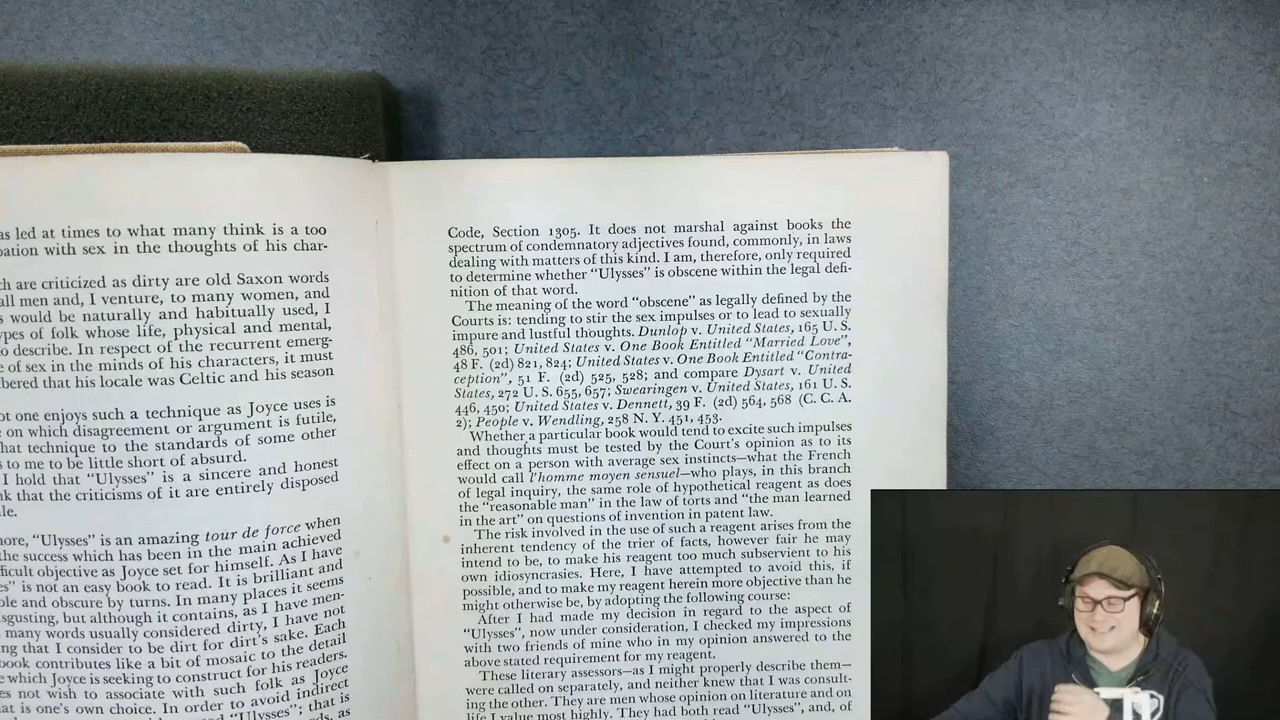 as led at times to what many think is a too
pation with sex in the thoughts of his char-
ch are criticized as dirty are old Saxon words
all men and, I venture, to many women, and
s would be naturally and habitually used, I
ypes of folk whose life, physical and mental,
o describe. In respect of the recurrent emerg-
e of sex in the minds of his characters, it must
bered that his locale was Celtic and his season
ot one enjoys such a technique as Joyce uses is
e on which disagreement or argument is futile,
hat technique to the standards of some other
s to me to be little short of absurd.
I hold that "Ulysses" is a sincere and honest
nk that the criticisms of it are entirely disposed
le.
more, "Ulysses" is an amazing tour de force when
the success which has been in the main achieved
fficult objective as Joyce set for himself. As I have
es" is not an easy book to read. It is brilliant and
ble and obscure by turns. In many places it seems
sgusting, but although it contains, as I have men-
many words usually considered dirty, I have not
ng that I consider to be dirt for dirt's sake. Each
book contributes like a bit of mosaic to the detail
e which Joyce is seeking to construct for his readers.
es not wish to associate with such folk as Joyce
at is one's own choice. In order to avoid indirect
"Ulysses"; that is
as
Code, Section 1305. It does not marshal against books the
spectrum of condemnatory adjectives found, commonly, in laws
dealing with matters of this kind. I am, therefore, only required
to determine whether "Ulysses" is obscene within the legal defi-
nition of that word.
The meaning of the word "obscene" as legally defined by the
Courts is: tending to stir the sex impulses or to lead to sexually
impure and lustful thoughts. Dunlop v. United States, 165 U. S.
486, 501; United States v. One Book Entitled "Married Love",
48 F. (2d) 821, 824; United States v. One Book Entitled "Contra-
ception", 51 F. (2d) 525, 528; and compare Dysart v. United
States, 272 U. S. 655, 657; Swearingen v. United States, 161 U. S.
446, 450; United States v. Dennett, 39 F. (2d) 564, 568 (C. C. A.
2); People v. Wendling, 258 N. Y. 451, 453.
Whether a particular book would tend to excite such impulses
and thoughts must be tested by the Court's opinion as to its
effect on a person with average sex instincts—what the French
would call l'homme moyen sensuel—who plays, in this branch
of legal inquiry, the same role of hypothetical reagent as does
the "reasonable man" in the law of torts and "the man learned
in the art" on questions of invention in patent law.
The risk involved in the use of such a reagent arises from the
inherent tendency of the trier of facts, however fair he may
intend to be, to make his reagent too much subservient to his
own idiosyncrasies. Here, I have attempted to avoid this, if
possible, and to make my reagent herein more objective than he
might otherwise be, by adopting the following course:
After I had made my decision in regard to the aspect of
"Ulysses", now under consideration, I checked my impressions
with two friends of mine who in my opinion answered to the
above stated requirement for my reagent.
These literary assessors—as I might properly describe them—
were called on separately, and neither knew that I was consult-
ing the other. They are men whose opinion on literature and on
life I value most highly. They had both read "Ulysses", and, of